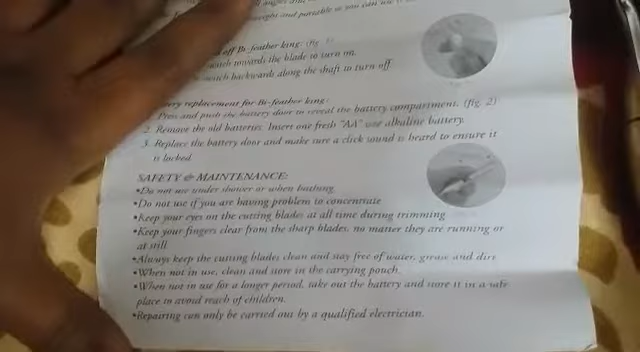 off Bi-feather king (fig. 1)
towards the blade to turn on.
backwards along the shaft to turn off
replacement for Bi-feather king:
Press and push the battery door to reveal the battery compartment. (fig. 2)
2. Remove the old batteries. Insert one fresh "AA" use alkaline battery.
3. Replace the battery door and make sure a click sound is heard to ensure it
is locked.
SAFETY & MAINTENANCE:
•Do not use under shower or when bathing
•Do not use if you are having problem to concentrate
•Keep your eyes on the cutting blades at all time during trimming
•Keep your fingers clear from the sharp blades, no matter they are running or
at still
•Always keep the cutting blades clean and stay free of water, grease and dirt
•When not in use, clean and store in the carrying pouch.
•When not in use for a longer period, take out the battery and store it in a safe
place to avoid reach of children.
•Repairing can only be carried out by a qualified electrician.